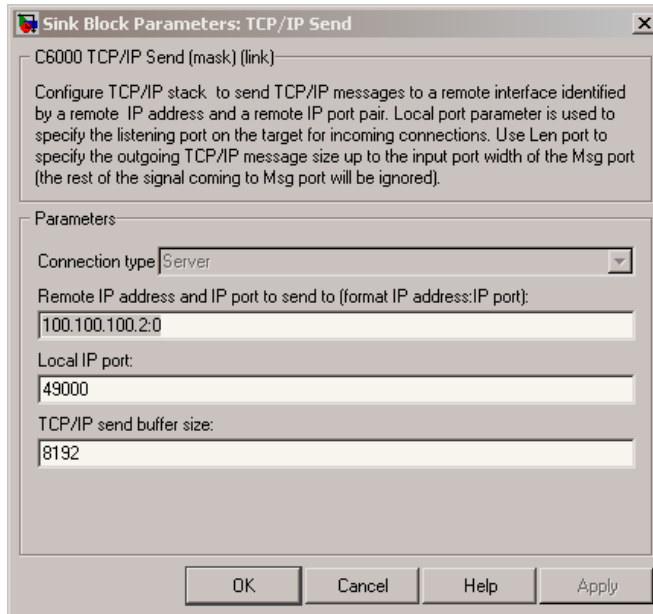 Sink Block Parameters: TCP/IP Send
C6000 TCP/IP Send (mask) (link)
Configure TCP/IP stack to send TCP/IP messages to a remote interface identified
by a remote IP address and a remote IP port pair. Local port parameter is used to
specify the listening port on the target for incoming connections. Use Len port to
specify the outgoing TCP/IP message size up to the input port width of the Msg port
(the rest of the signal coming to Msg port will be ignored).
Parameters
Connection type Server
Remote IP address and IP port to send to (format IP address:IP port):
100.100.100.2:0
Local IP port:
49000
TCP/IP send buffer size:
8192
OK Cancel Help Apply